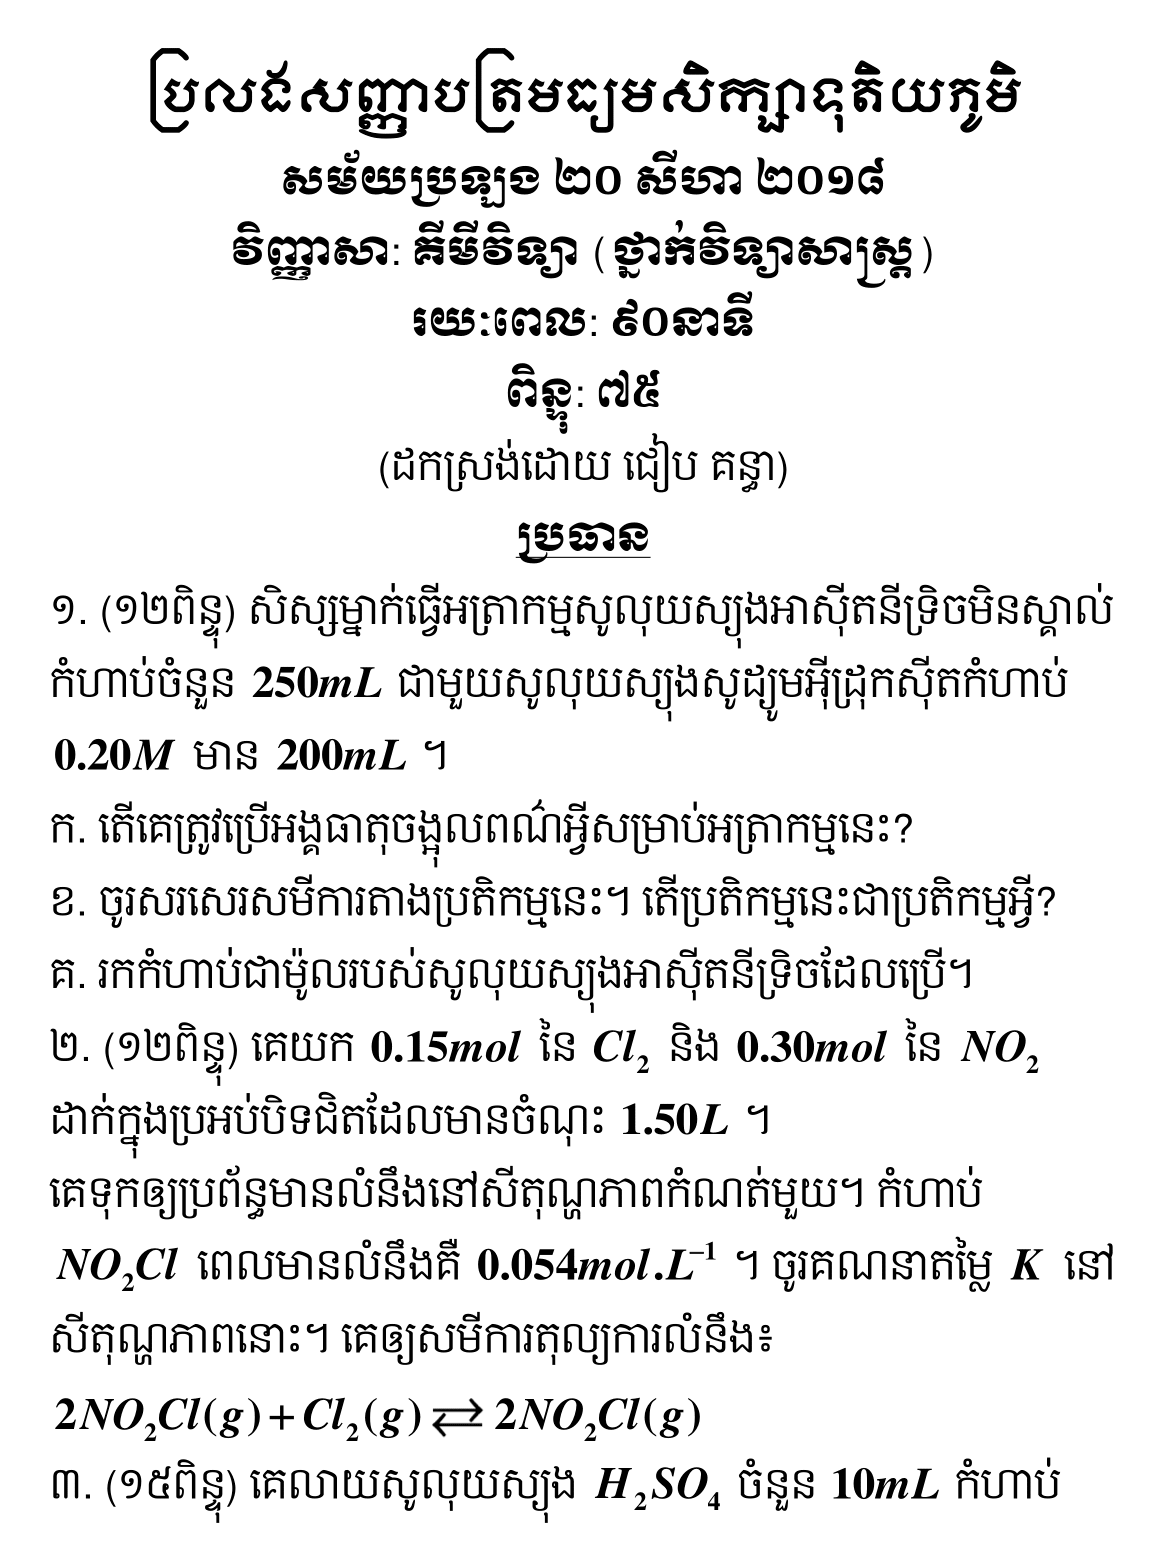 ប្រលងសញ្ញាបត្រមធ្យមសិក្សាទុតិយភូមិ
សម័យប្រឡង ២០ សីហា ២០១៨
វិញ្ញាសា: គីមីវិទ្យា (ថ្នាក់វិទ្យាសាស្ត្រ)
រយៈពេល: ៩០នាទី
ពិន្ទុ: ៧៥
(ដកស្រង់ដោយ ជៀប គន្ធា)
ប្រធាន
១. (១២ពិន្ទុ) សិស្សម្នាក់ធ្វើអត្រាកម្មសូលុយស្យុងអាស៊ីតនីទ្រិចមិនស្គាល់
កំហាប់ចំនួន 250mL ជាមួយសូលុយស្យុងសូដ្យូមអ៊ីដ្រុកស៊ីតកំហាប់
0.20M មាន 200mL ។
ក. តើគេត្រូវប្រើអង្គធាតុចង្អុលពណ៌អ្វីសម្រាប់អត្រាកម្មនេះ?
ខ. ចូរសរសេរសមីការតាងប្រតិកម្មនេះ។ តើប្រតិកម្មនេះជាប្រតិកម្មអ្វី?
គ. រកកំហាប់ជាម៉ូលរបស់សូលុយស្យុងអាស៊ីតនីទ្រិចដែលប្រើ។
២. (១២ពិន្ទុ) គេយក 0.15mol នៃ Cl₂ និង 0.30mol នៃ NO₂
ដាក់ក្នុងប្រអប់បិទជិតដែលមានចំណុះ 1.50L ។
គេទុកឲ្យប្រព័ន្ធមានលំនឹងនៅសីតុណ្ហភាពកំណត់មួយ។ កំហាប់
NO₂Cl ពេលមានលំនឹងគឺ 0.054mol.L⁻¹ ។ ចូរគណនាតម្លៃ K នៅ
សីតុណ្ហភាពនោះ។ គេឲ្យសមីការតុល្យការលំនឹង៖
2NO₂Cl(g)+Cl₂(g)⇄2NO₂Cl(g)
៣. (១៥ពិន្ទុ) គេលាយសូលុយស្យុង H₂SO₄ ចំនួន 10mL កំហាប់